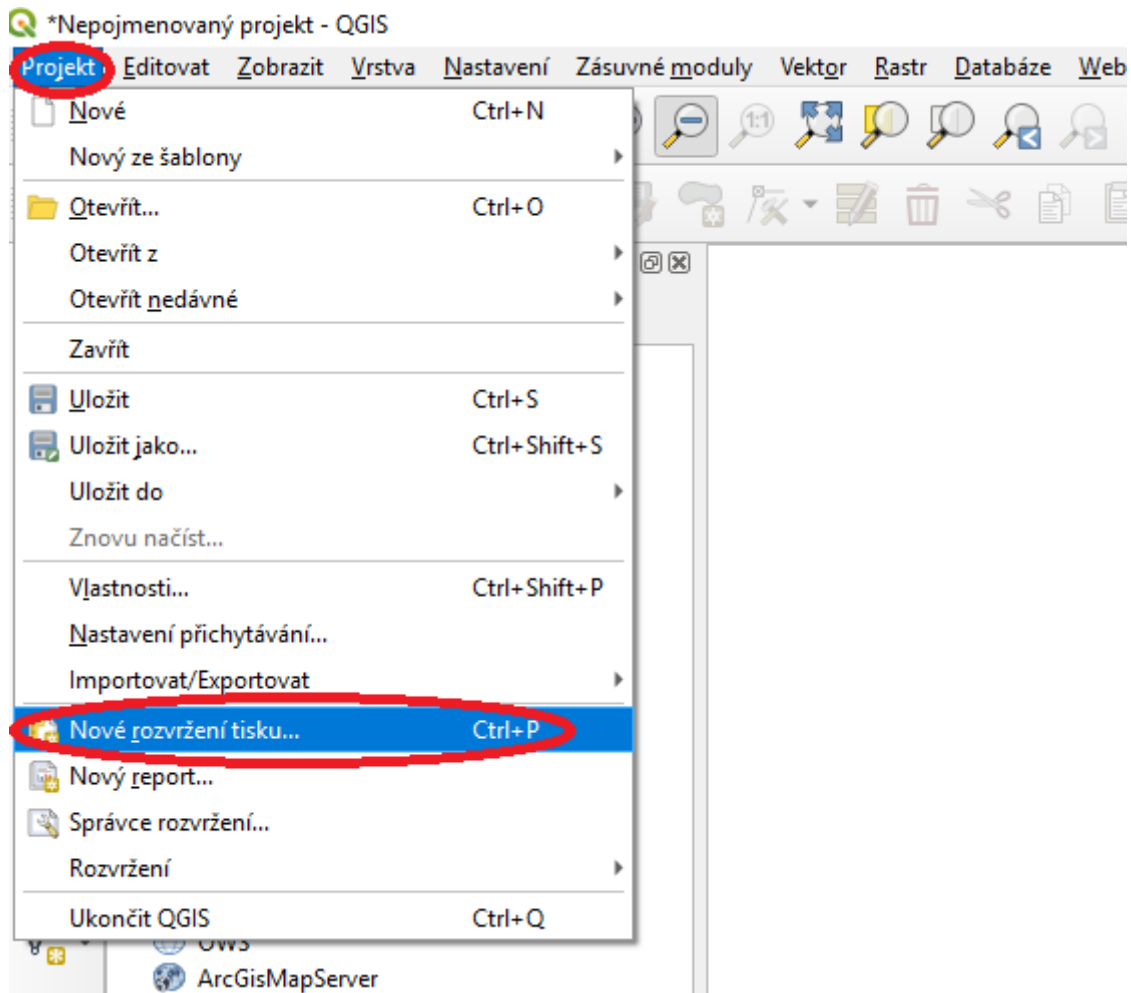 *Nepojmenovaný projekt - QGIS
Projekt Editovat Zobrazit Vrstva Nastavení Zásuvné moduly Vektor Rastr Databáze Web
Nové Ctrl+N
1:1
Nový ze šablony
Otevřít... Ctrl+O
Otevřít z
Otevřít nedávné
Zavřít
Uložit Ctrl+S
Uložit jako... Ctrl+Shift+S
Uložit do
Znovu načíst...
Vlastnosti... Ctrl+Shift+P
Nastavení přichytávání...
Importovat/Exportovat
Nové rozvržení tisku... Ctrl+P
Nový report...
Správce rozvržení...
Rozvržení
Ukončit QGIS Ctrl+Q
OWS
ArcGisMapServer